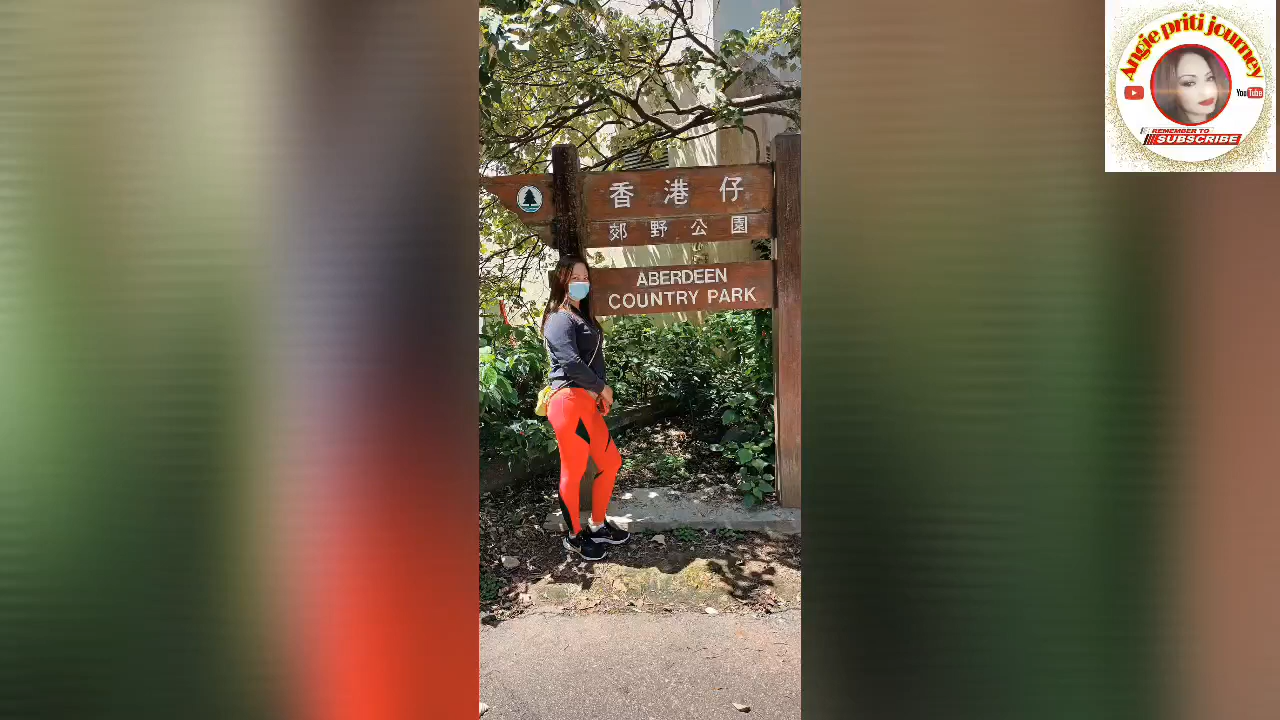 Angie priti journey
YouTube
REMEMBER TO
SUBSCRIBE
香港仔
郊野公園
ABERDEEN
COUNTRY PARK